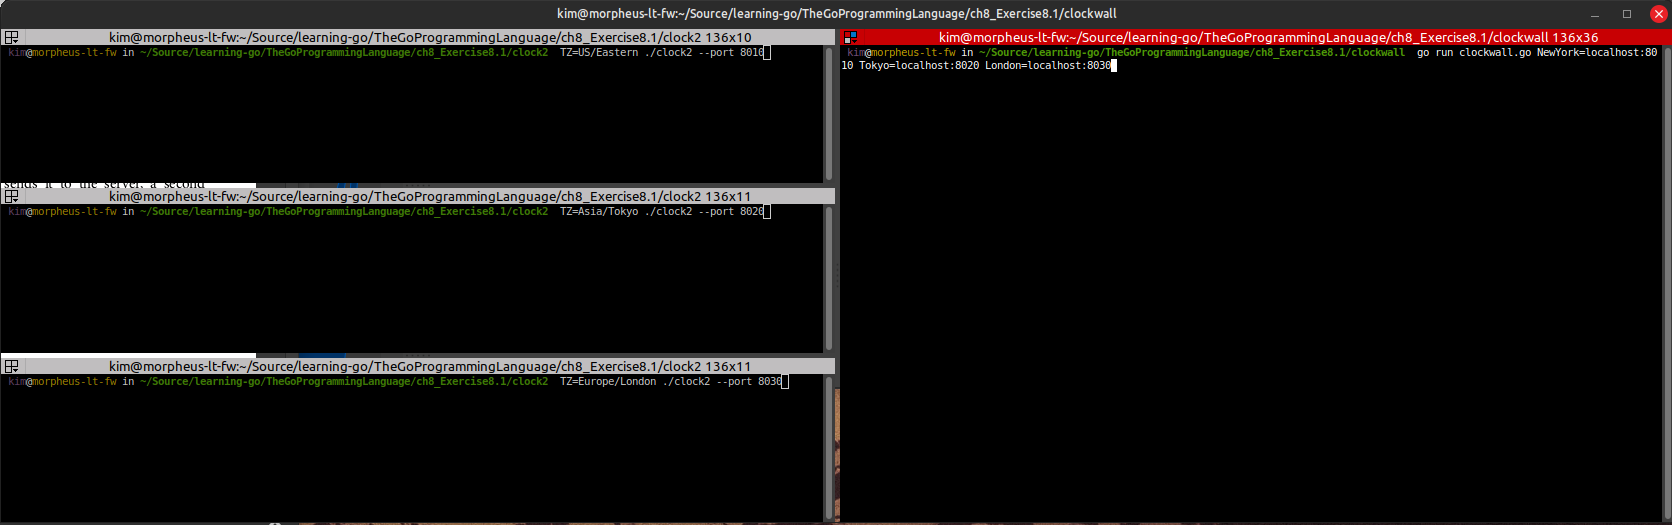 kim@morpheus-lt-fw:~/Source/learning-go/TheGoProgrammingLanguage/ch8_Exercise8.1/clockwall
kim@morpheus-lt-fw:~/Source/learning-go/TheGoProgrammingLanguage/ch8_Exercise8.1/clock2 136x10
kim@morpheus-lt-fw in ~/Source/learning-go/TheGoProgrammingLanguage/ch8_Exercise8.1/clock2 TZ=US/Eastern ./clock2 --port 8010
sends it to the server, a second
kim@morpheus-lt-fw:~/Source/learning-go/TheGoProgrammingLanguage/ch8_Exercise8.1/clock2 136x11
kim@morpheus-lt-fw in ~/Source/learning-go/TheGoProgrammingLanguage/ch8_Exercise8.1/clock2 TZ=Asia/Tokyo ./clock2 --port 8020
kim@morpheus-lt-fw:~/Source/learning-go/TheGoProgrammingLanguage/ch8_Exercise8.1/clock2 136x11
kim@morpheus-lt-fw in ~/Source/learning-go/TheGoProgrammingLanguage/ch8_Exercise8.1/clock2 TZ=Europe/London ./clock2 --port 8030
kim@morpheus-lt-fw:~/Source/learning-go/TheGoProgrammingLanguage/ch8_Exercise8.1/clockwall 136x36
kim@morpheus-lt-fw in ~/Source/learning-go/TheGoProgrammingLanguage/ch8_Exercise8.1/clockwall go run clockwall.go NewYork=localhost:80
10 Tokyo=localhost:8020 London=localhost:8030